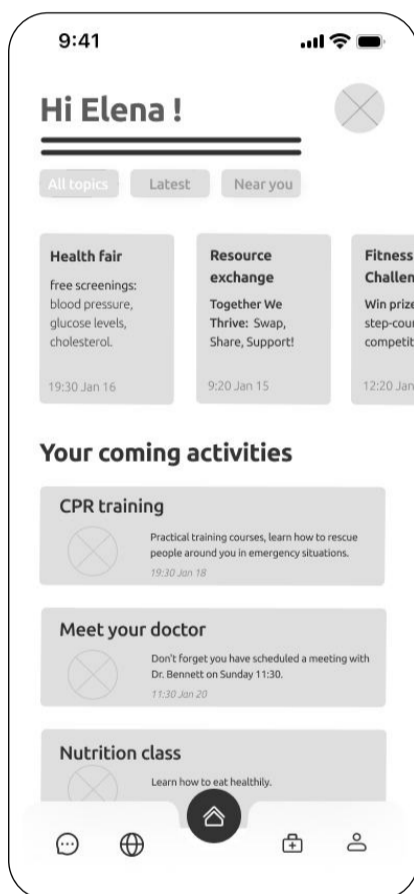 9:41
Hi Elena !
All topics
Latest
Near you
Health fair
free screenings:
blood pressure,
glucose levels,
cholesterol.
19:30 Jan 16
Resource
exchange
Together We
Thrive: Swap,
Share, Support!
9:20 Jan 15
Fitness
Challen
Win prize
step-cour
competit
12:20 Jan
Your coming activities
CPR training
Practical training courses, learn how to rescue
people around you in emergency situations.
19:30 Jan 18
Meet your doctor
Don't forget you have scheduled a meeting with
Dr. Bennett on Sunday 11:30.
11:30 Jan 20
Nutrition class
Learn how to eat healthily.